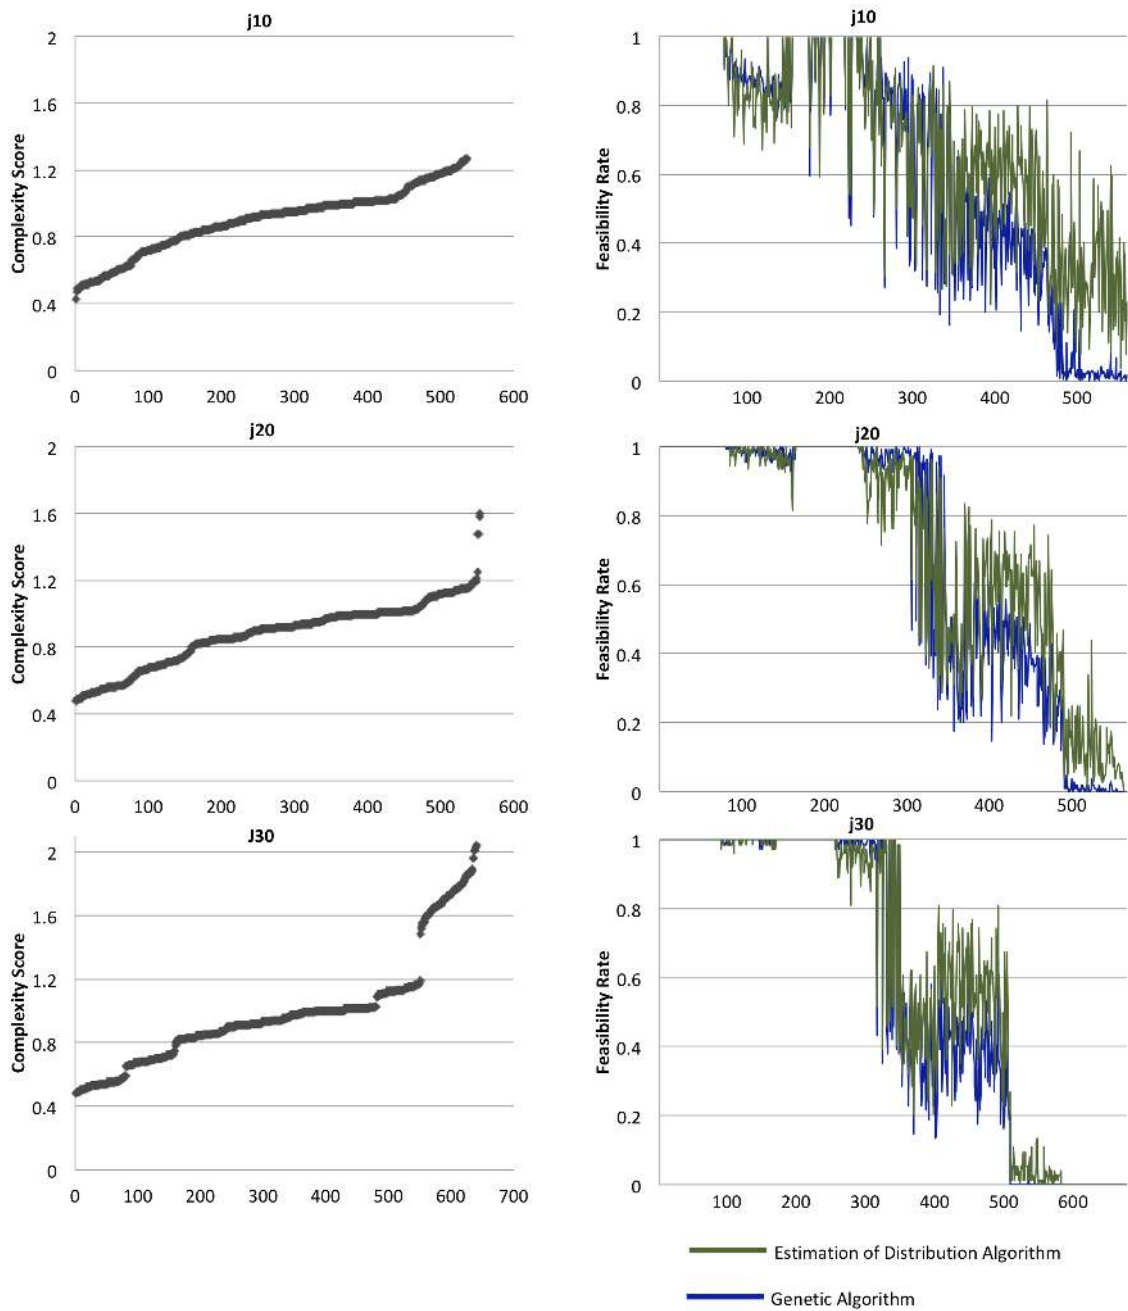 j10
2
1.6
1.2
0.8
0.4
0
Complexity Score
0 100 200 300 400 500 600
j10
1
0.8
0.6
0.4
0.2
0
Feasibility Rate
100 200 300 400 500
j20
2
1.6
1.2
0.8
0.4
0
Complexity Score
0 100 200 300 400 500 600
j20
1
0.8
0.6
0.4
0.2
0
Feasibility Rate
100 200 300 400 500
J30
2
1.6
1.2
0.8
0.4
0
Complexity Score
0 100 200 300 400 500 600 700
j30
1
0.8
0.6
0.4
0.2
0
Feasibility Rate
100 200 300 400 500 600
Estimation of Distribution Algorithm
Genetic Algorithm